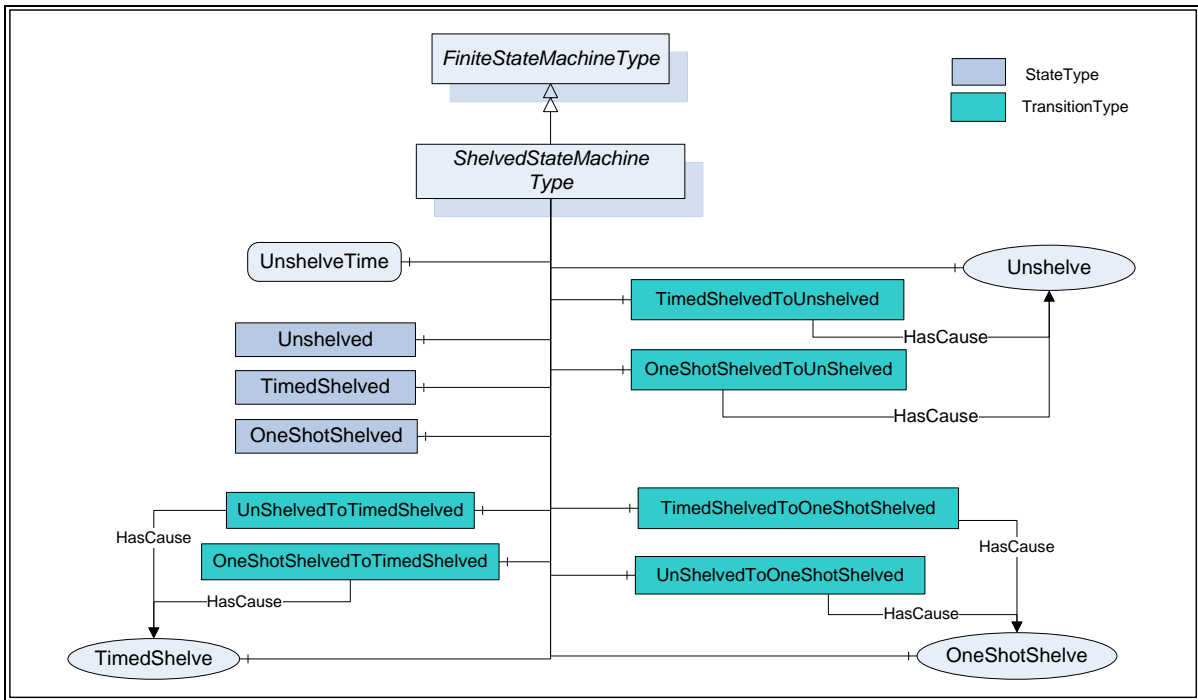 FiniteStateMachineType
StateType
TransitionType
ShelvedStateMachine
Type
UnshelveTime
Unshelve
TimedShelvedToUnshelved
HasCause
Unshelved
OneShotShelvedToUnShelved
TimedShelved
HasCause
OneShotShelved
UnShelvedToTimedShelved
TimedShelvedToOneShotShelved
HasCause
HasCause
OneShotShelvedToTimedShelved
UnShelvedToOneShotShelved
HasCause
HasCause
TimedShelve
OneShotShelve